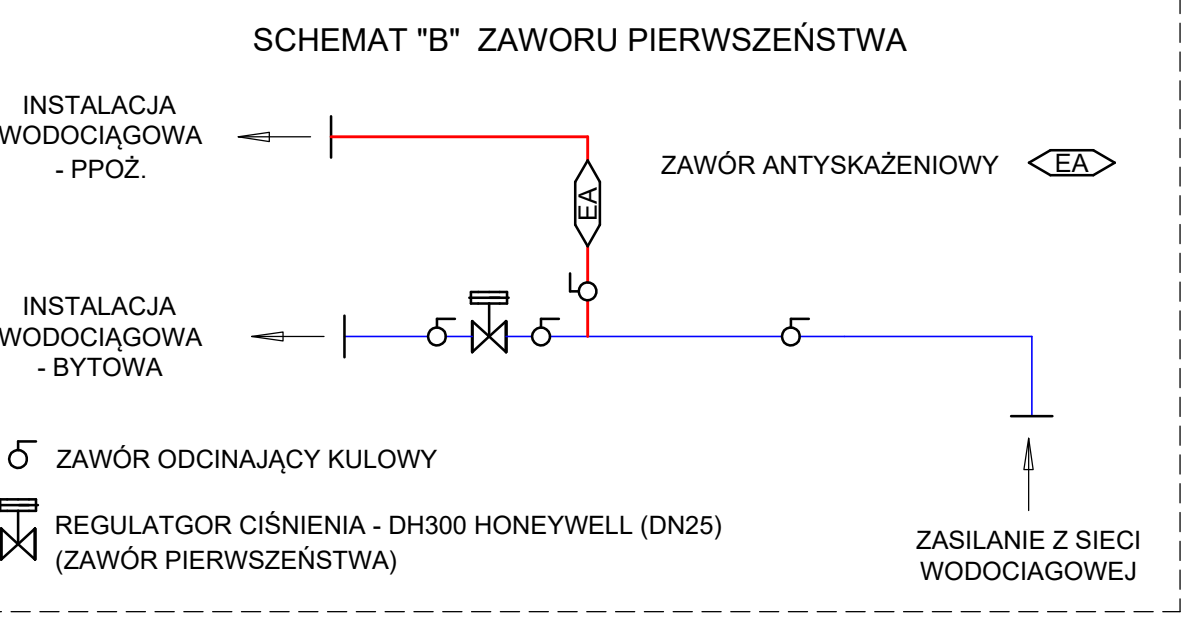 SCHEMAT "B" ZAWORU PIERWSZEŃSTWA
INSTALACJA
WODOCIĄGOWA
- PPOŻ.
ZAWÓR ANTYSKAŻENIOWY
EA
EA
INSTALACJA
WODOCIĄGOWA
- BYTOWA
ZAWÓR ODCINAJĄCY KULOWY
REGULATGOR CIŚNIENIA - DH300 HONEYWELL (DN25)
(ZAWÓR PIERWSZEŃSTWA)
ZASILANIE Z SIECI
WODOCIAGOWEJ